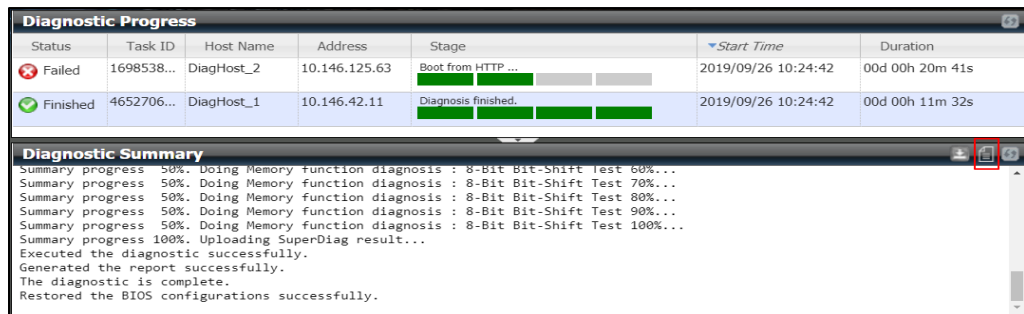 Diagnostic Progress
Status Task ID Host Name Address Stage Start Time Duration
Failed 1698538... DiagHost_2 10.146.125.63 Boot from HTTP ... 2019/09/26 10:24:42 00d 00h 20m 41s
Finished 4652706... DiagHost_1 10.146.42.11 Diagnosis finished. 2019/09/26 10:24:42 00d 00h 11m 32s
Diagnostic Summary
Summary progress 50%. Doing Memory function diagnosis : 8-Bit Bit-Shift Test 60%...
Summary progress 50%. Doing Memory function diagnosis : 8-Bit Bit-Shift Test 70%...
Summary progress 50%. Doing Memory function diagnosis : 8-Bit Bit-Shift Test 80%...
Summary progress 50%. Doing Memory function diagnosis : 8-Bit Bit-Shift Test 90%...
Summary progress 50%. Doing Memory function diagnosis : 8-Bit Bit-Shift Test 100%...
Summary progress 100%. Uploading SuperDiag result...
Executed the diagnostic successfully.
Generated the report successfully.
The diagnostic is complete.
Restored the BIOS configurations successfully.